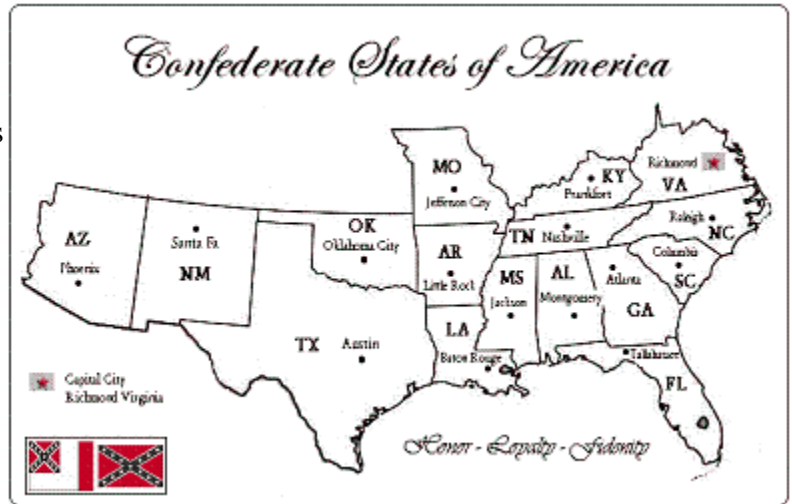 Confederate States of America
s
MO
Jefferson City
KY
Frankfort
Richmond
VA
AZ
Phoenix
Santa Fa
NM
OK
Oklahoma City
AR
Little Rock
TN Nashville
Raleigh
NC
MS
Jackson
AL
Montgomery
Atlanta
GA
Columbia
SC
TX Austin
LA
Baton Rouge
Tallahassee
FL
Capital City
Richmond Virginia
Honor - Loyalty - Fidenity